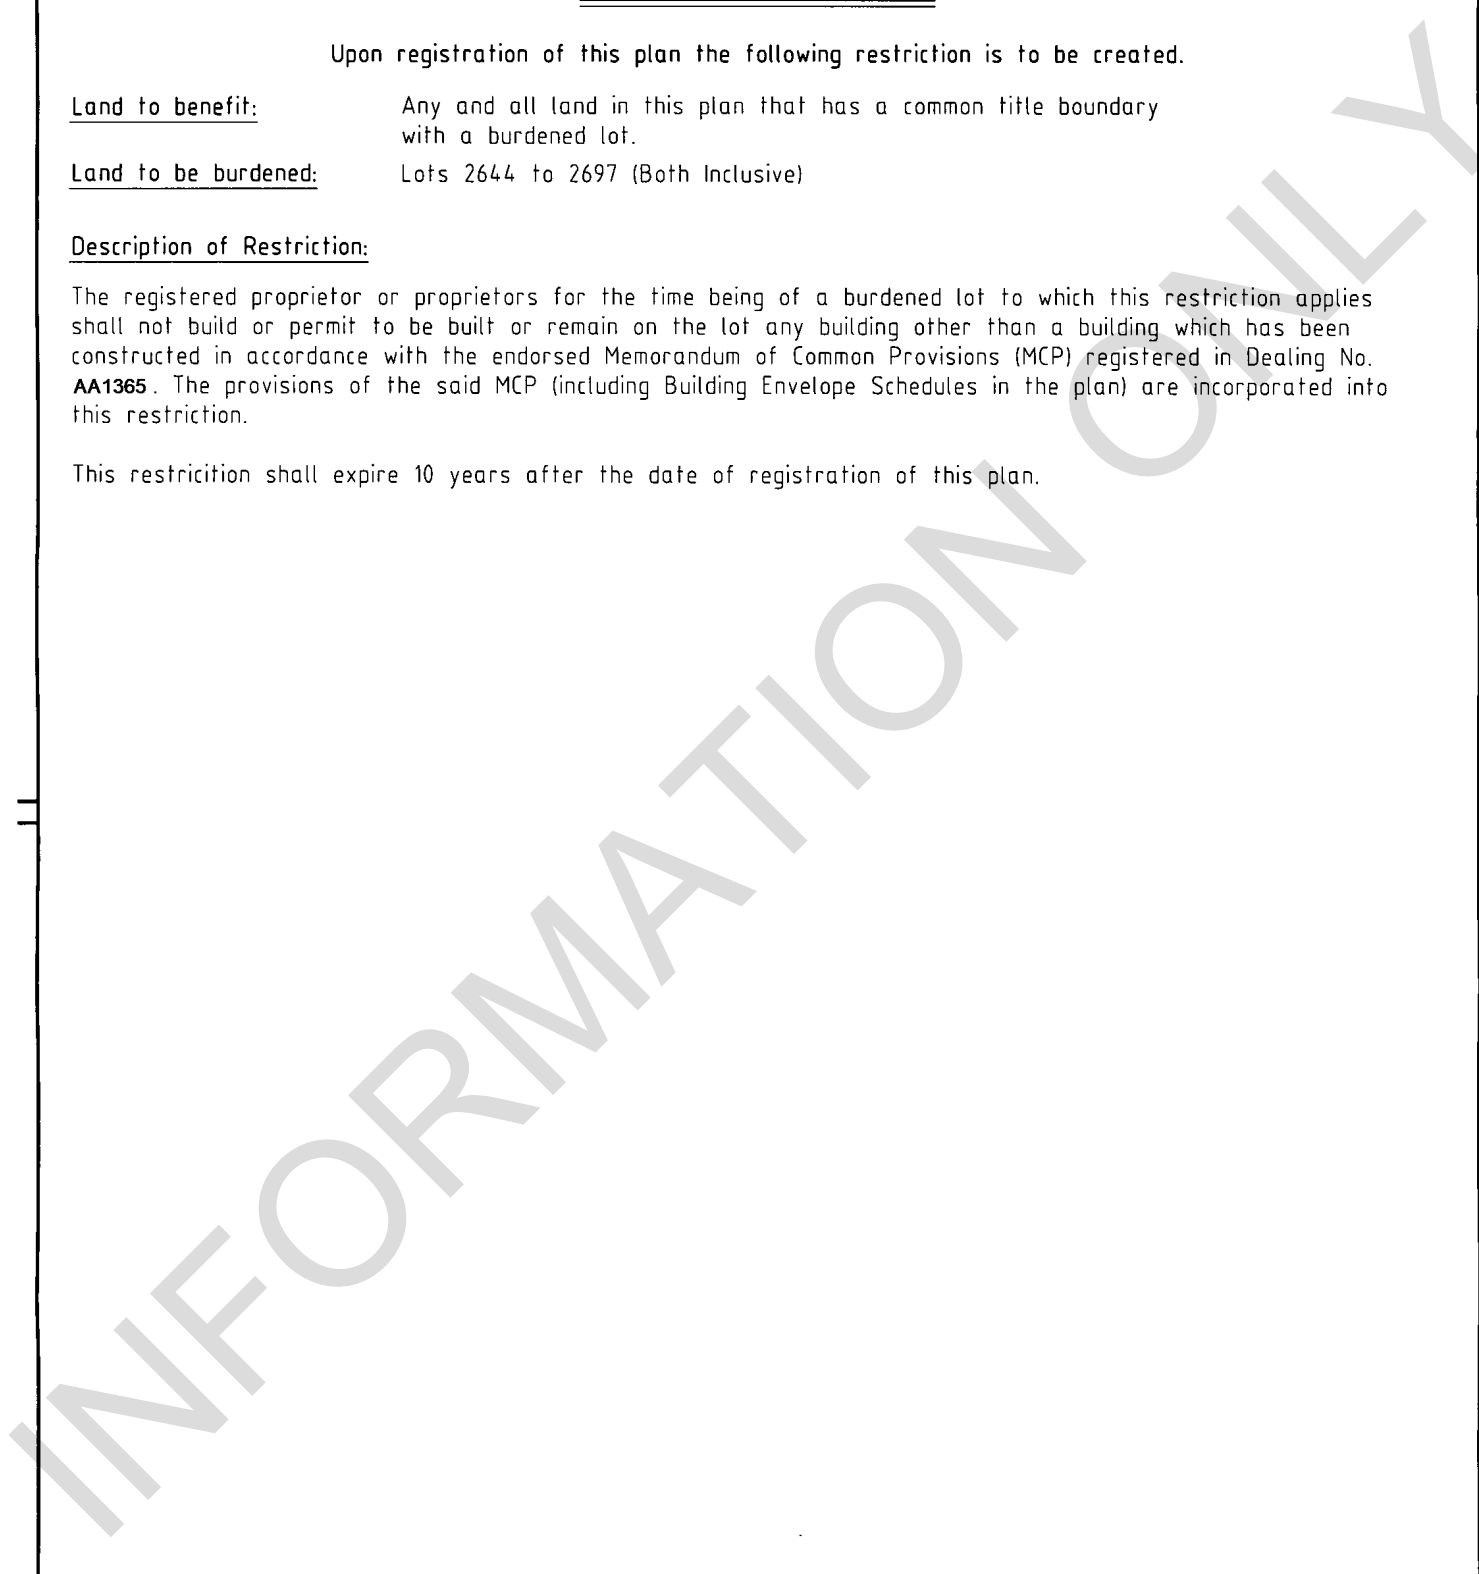 Upon registration of this plan the following restriction is to be created.
Land to benefit: Any and all land in this plan that has a common title boundary
with a burdened lot.
Land to be burdened: Lots 2644 to 2697 (Both Inclusive)
Description of Restriction:
The registered proprietor or proprietors for the time being of a burdened lot to which this restriction applies
shall not build or permit to be built or remain on the lot any building other than a building which has been
constructed in accordance with the endorsed Memorandum of Common Provisions (MCP) registered in Dealing No.
AA1365. The provisions of the said MCP (including Building Envelope Schedules in the plan) are incorporated into
this restriction.
This restricition shall expire 10 years after the date of registration of this plan.
INFORMATION ONLY